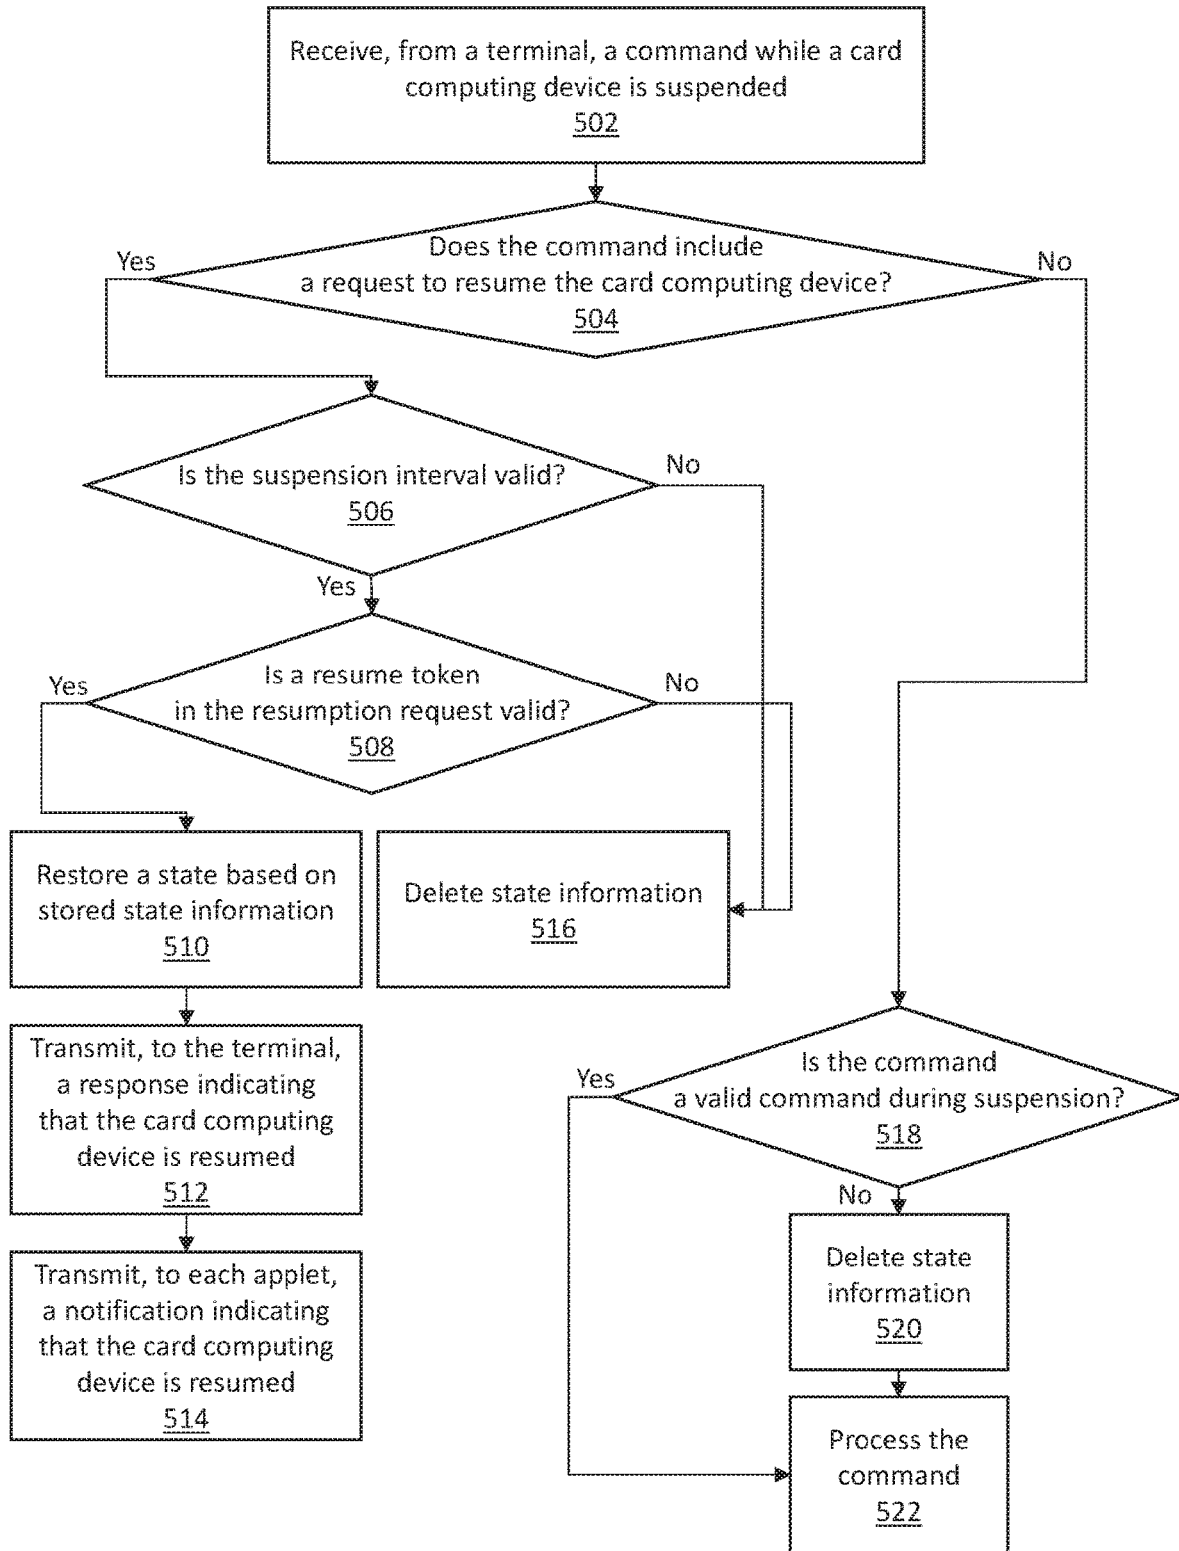 Receive, from a terminal, a command while a card
computing device is suspended
502
Does the command include
a request to resume the card computing device?
504
Yes
No
Is the suspension interval valid?
506
No
Yes
Is a resume token
in the resumption request valid?
508
Yes
No
Restore a state based on
stored state information
510
Delete state information
516
Transmit, to the terminal,
a response indicating
that the card computing
device is resumed
512
Transmit, to each applet,
a notification indicating
that the card computing
device is resumed
514
Is the command
a valid command during suspension?
518
Yes
No
Delete state
information
520
Process the
command
522